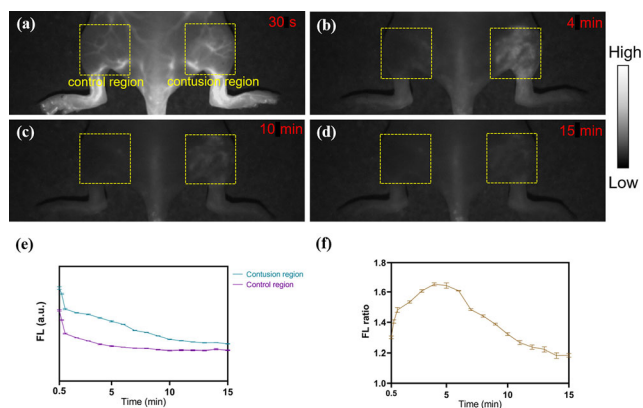 (a)
30 s
control region
contusion region
(b)
4 min
High
Low
(c)
10 min
(d)
15 min
(e)
Contusion region
Control region
FL (a.u.)
0.5 5 10 15
Time (min)
(f)
FL ratio
1.8
1.6
1.4
1.2
1.0
0.5 5 10 15
Time (min)